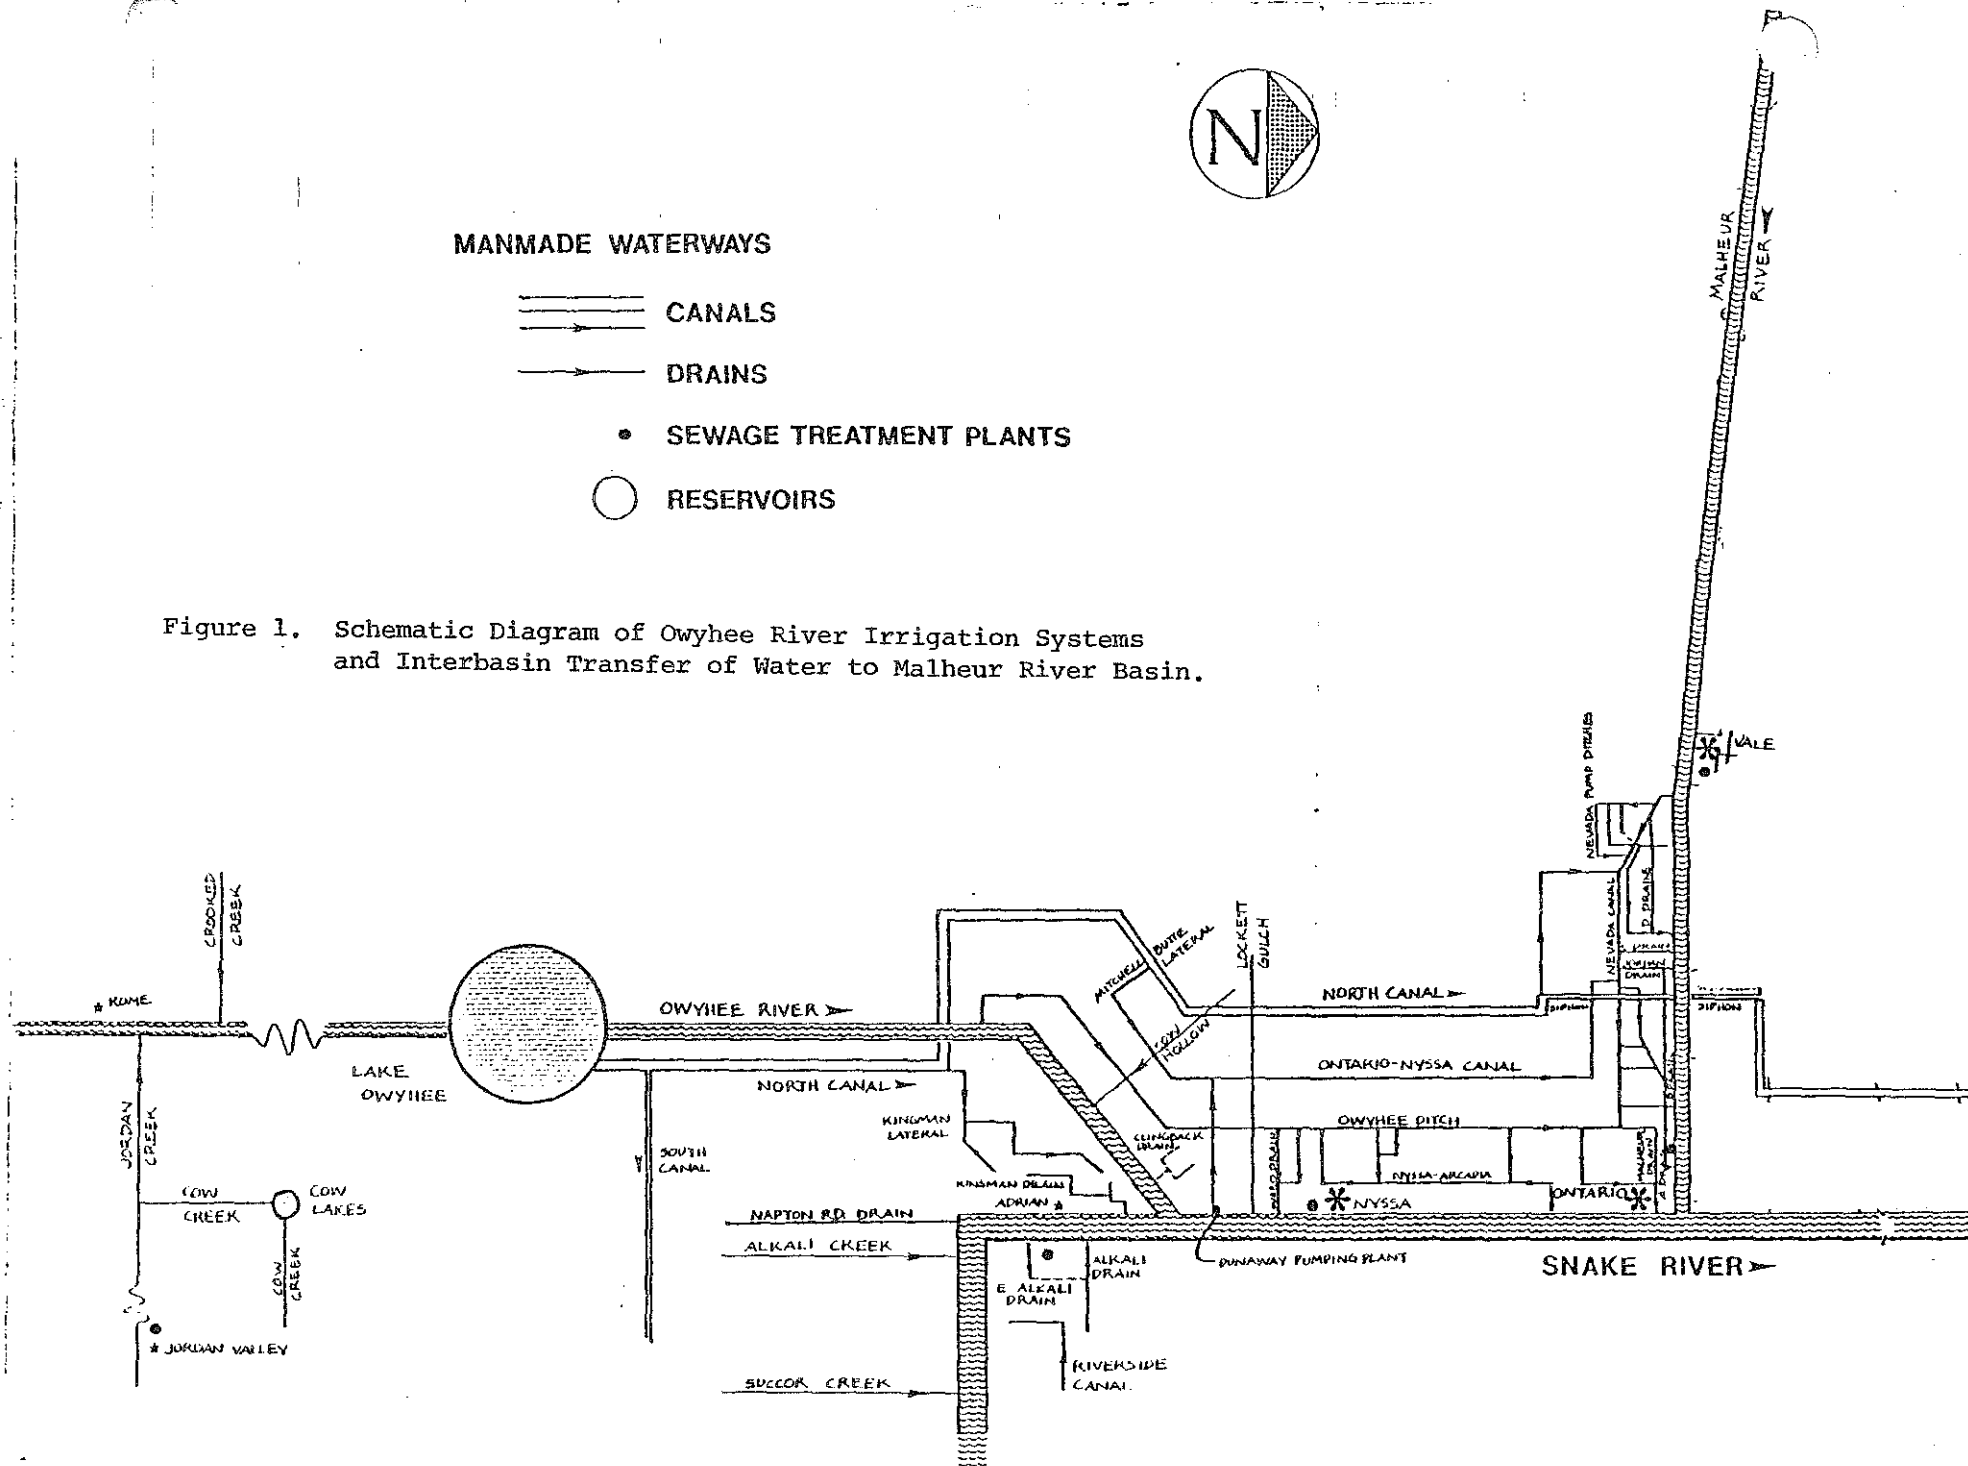 N
MANMADE WATERWAYS
CANALS
DRAINS
SEWAGE TREATMENT PLANTS
RESERVOIRS
Figure 1. Schematic Diagram of Owyhee River Irrigation Systems
and Interbasin Transfer of Water to Malheur River Basin.
MALHEUR
RIVER
VALE
NEVADA PUMP DITCHES
NEVADA CANAL
D DRAIN
DRAIN
DRAIN
CROOKED
CREEK
ROME
OWYHEE RIVER
LAKE
OWYHEE
NORTH CANAL
SOUTH
CANAL
JORDAN
CREEK
COW
CREEK
COW
LAKES
COW
CREEK
JORDAN VALLEY
MITCHELL BUTTE
LATERAL
LOCKETT
GULCH
HOLLOW
NORTH CANAL
SIPHON
SIPHON
ONTARIO-NYSSA CANAL
OWYHEE DITCH
KINGMAN
LATERAL
KINGMAN DRAIN
ADRIAN
DRAIN
NYSSA-ARCADIA
MALHEUR
DRAIN
ONTARIO
NYSSA
NAPTON RD. DRAIN
ALKALI CREEK
ALKALI
DRAIN
E ALKALI
DRAIN
DUNAWAY PUMPING PLANT
SNAKE RIVER
RIVERSIDE
CANAL
SUCCOR CREEK